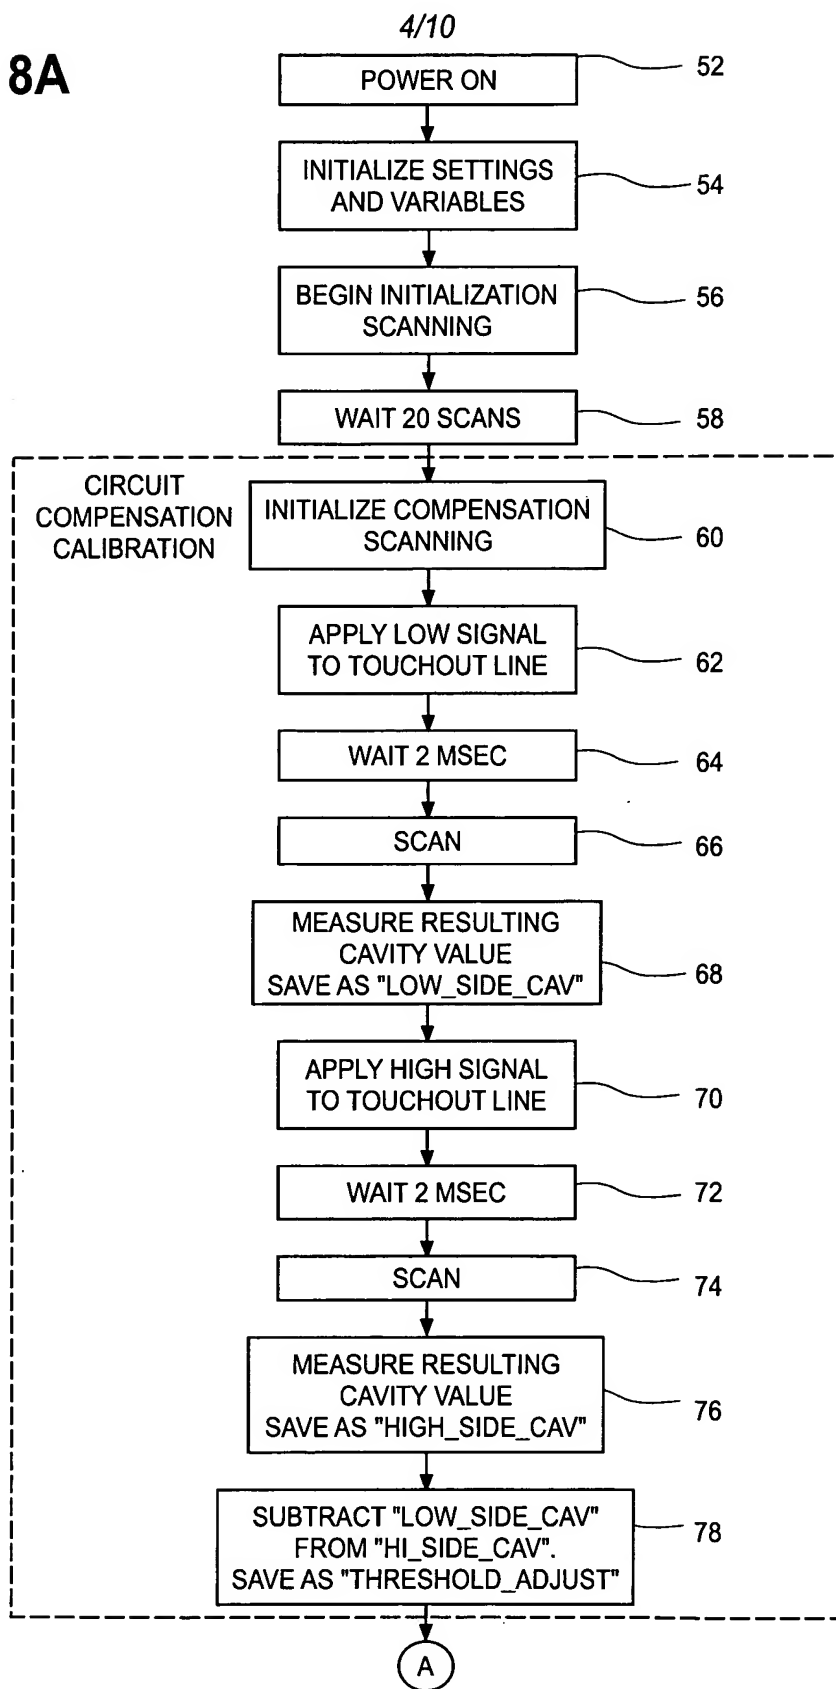 4/10
8A
POWER ON
52
INITIALIZE SETTINGS
AND VARIABLES
54
BEGIN INITIALIZATION
SCANNING
56
WAIT 20 SCANS
58
CIRCUIT
COMPENSATION
CALIBRATION
INITIALIZE COMPENSATION
SCANNING
60
APPLY LOW SIGNAL
TO TOUCHOUT LINE
62
WAIT 2 MSEC
64
SCAN
66
MEASURE RESULTING
CAVITY VALUE
SAVE AS "LOW_SIDE_CAV"
68
APPLY HIGH SIGNAL
TO TOUCHOUT LINE
70
WAIT 2 MSEC
72
SCAN
74
MEASURE RESULTING
CAVITY VALUE
SAVE AS "HIGH_SIDE_CAV"
76
SUBTRACT "LOW_SIDE_CAV"
FROM "HI_SIDE_CAV".
SAVE AS "THRESHOLD_ADJUST"
78
A